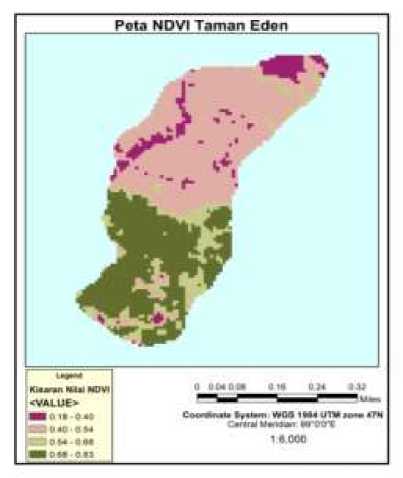 Peta NDVI Taman Eden
Legend
Kisaran Nilai NDVI
<VALUE>
0.18 - 0.40
0.40 - 0.54
0.54 - 0.68
0.68 - 0.83
0 0.04 0.08 0.16 0.24 0.32
Miles
Coordinate System: WGS 1984 UTM zone 47N
Central Meridian: 99°0'0"E
1:6,000